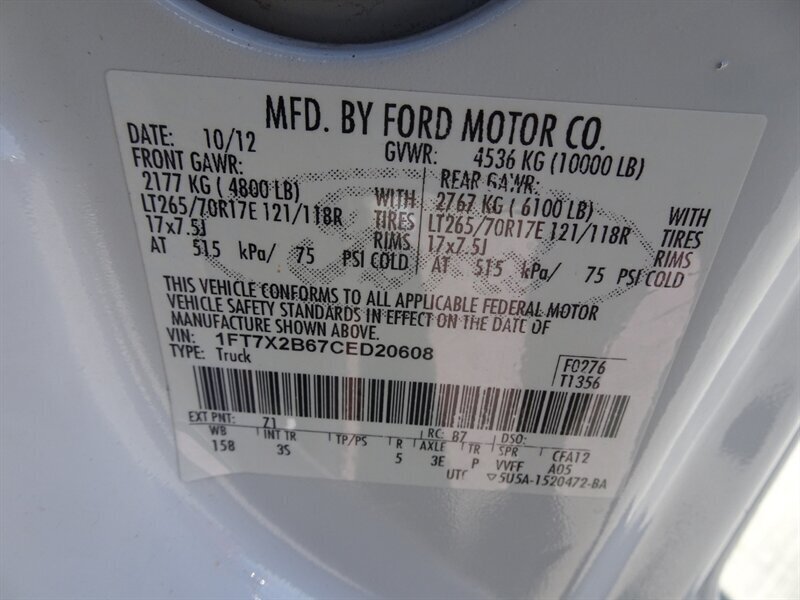 MFD. BY FORD MOTOR CO.
DATE: 10/12 GVWR: 4536 KG (10000 LB)
FRONT GAWR: REAR GAWR:
2177 KG ( 4800 LB) WITH 2767 KG ( 6100 LB) WITH
LT265/70R17E 121/118R TIRES LT265/70R17E 121/118R TIRES
17x7.5J RIMS 17x7.5J RIMS
AT 515 kPa/ 75 PSI COLD AT 515 kPa/ 75 PSI COLD
THIS VEHICLE CONFORMS TO ALL APPLICABLE FEDERAL MOTOR
VEHICLE SAFETY STANDARDS IN EFFECT ON THE DATE OF
MANUFACTURE SHOWN ABOVE.
VIN: 1FT7X2B67CED20608
TYPE: Truck F0276
T1356
EXT PNT: Z1 RC: B7 DSO:
WB INT TR TP/PS R AXLE TR SPR CFA12
158 3S 5 3E P VVFF A05
UTC ▽5U5A-1520472-BA